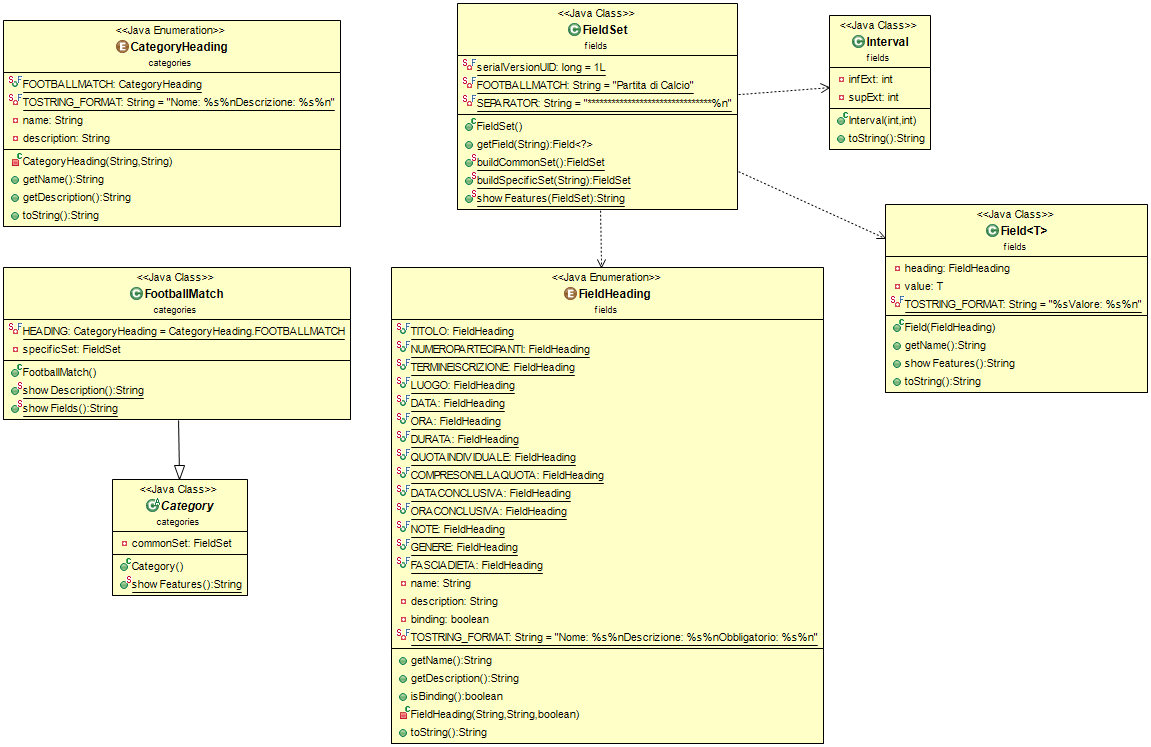 <<Java Enumeration>>
CategoryHeading
categories
FOOTBALLMATCH: CategoryHeading
TOSTRING_FORMAT: String = "Nome: %s%nDescrizione: %s%n"
name: String
description: String
CategoryHeading(String,String)
getName():String
getDescription():String
toString():String
<<Java Class>>
FieldSet
fields
serialVersionUID: long = 1L
FOOTBALLMATCH: String = "Partita di Calcio"
SEPARATOR: String = "*******************************%n"
FieldSet()
getField(String):Field<?>
buildCommonSet():FieldSet
buildSpecificSet(String):FieldSet
showFeatures(FieldSet):String
<<Java Class>>
Interval
fields
infExt: int
supExt: int
Interval(int,int)
toString():String
<<Java Class>>
Field<T>
fields
heading: FieldHeading
value: T
TOSTRING_FORMAT: String = "%sValore: %s%n"
Field(FieldHeading)
getName():String
showFeatures():String
toString():String
<<Java Class>>
FootballMatch
categories
HEADING: CategoryHeading = CategoryHeading.FOOTBALLMATCH
specificSet: FieldSet
FootballMatch()
showDescription():String
showFields():String
<<Java Class>>
Category
categories
commonSet: FieldSet
Category()
showFeatures():String
<<Java Enumeration>>
FieldHeading
fields
TITOLO: FieldHeading
NUMEROPARTECIPANTI: FieldHeading
TERMINEISCRIZIONE: FieldHeading
LUOGO: FieldHeading
DATA: FieldHeading
ORA: FieldHeading
DURATA: FieldHeading
QUOTAINDIVIDUALE: FieldHeading
COMPRESONELLAQUOTA: FieldHeading
DATACONCLUSIVA: FieldHeading
ORACONCLUSIVA: FieldHeading
NOTE: FieldHeading
GENERE: FieldHeading
FASCIADIETA: FieldHeading
name: String
description: String
binding: boolean
TOSTRING_FORMAT: String = "Nome: %s%nDescrizione: %s%nObbligatorio: %s%n"
getName():String
getDescription():String
isBinding():boolean
FieldHeading(String,String,boolean)
toString():String